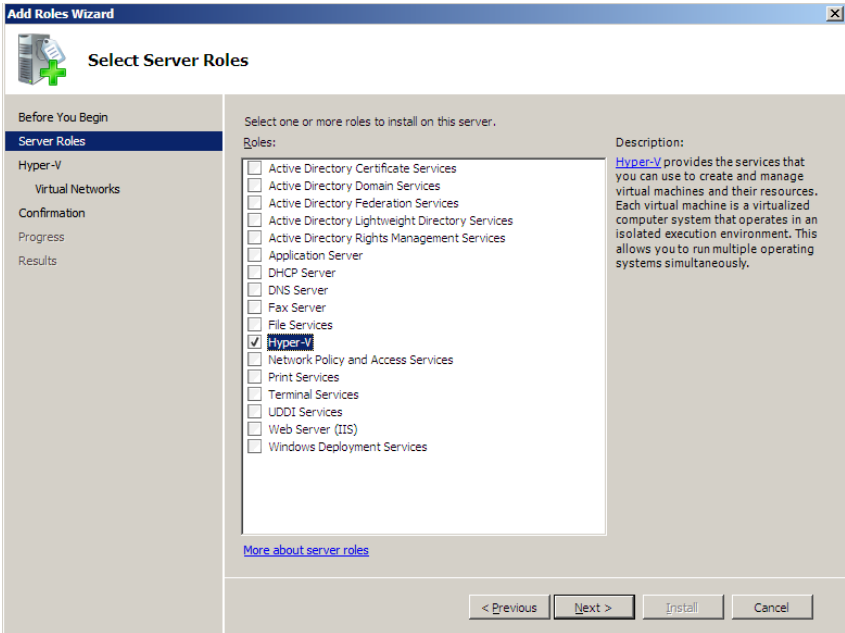 Add Roles Wizard
Select Server Roles
Before You Begin
Server Roles
Hyper-V
Virtual Networks
Confirmation
Progress
Results
Select one or more roles to install on this server.
Roles:
Active Directory Certificate Services
Active Directory Domain Services
Active Directory Federation Services
Active Directory Lightweight Directory Services
Active Directory Rights Management Services
Application Server
DHCP Server
DNS Server
Fax Server
File Services
Hyper-V
Network Policy and Access Services
Print Services
Terminal Services
UDDI Services
Web Server (IIS)
Windows Deployment Services
More about server roles
Description:
Hyper-V provides the services that
you can use to create and manage
virtual machines and their resources.
Each virtual machine is a virtualized
computer system that operates in an
isolated execution environment. This
allows you to run multiple operating
systems simultaneously.
< Previous
Next >
Install
Cancel